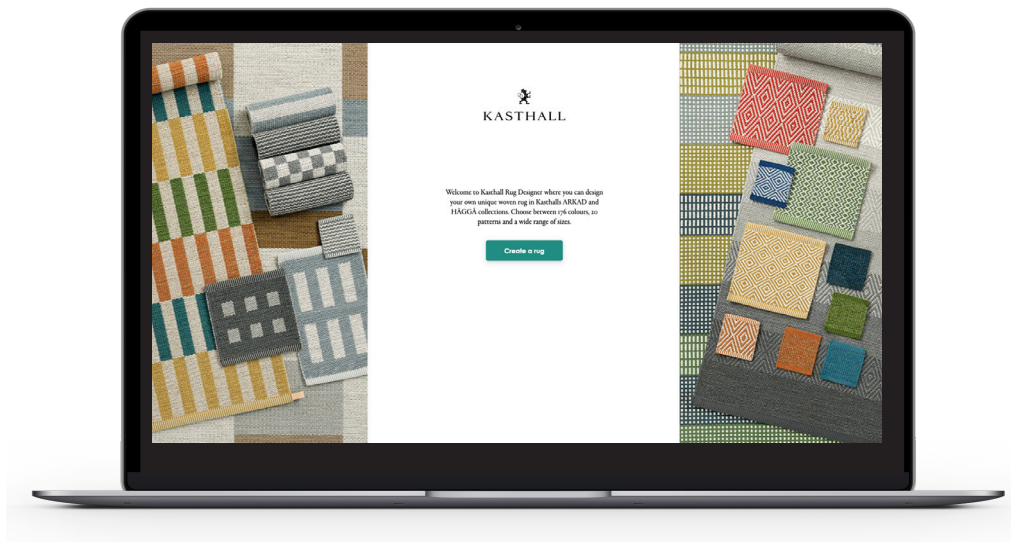 KASTHALL
Welcome to Kasthall Rug Designer where you can design
your own unique woven rug in Kasthalls ARKAD and
HÄGGÅ collections. Choose between 176 colours, 20
patterns and a wide range of sizes.
Create a rug